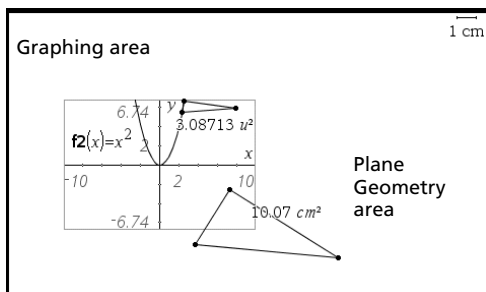 1 cm
Graphing area
6.74
y
3.08713 u²
f2(x)=x²
2
x
-10
2
10
Plane
Geometry
area
-6.74
10.07 cm²